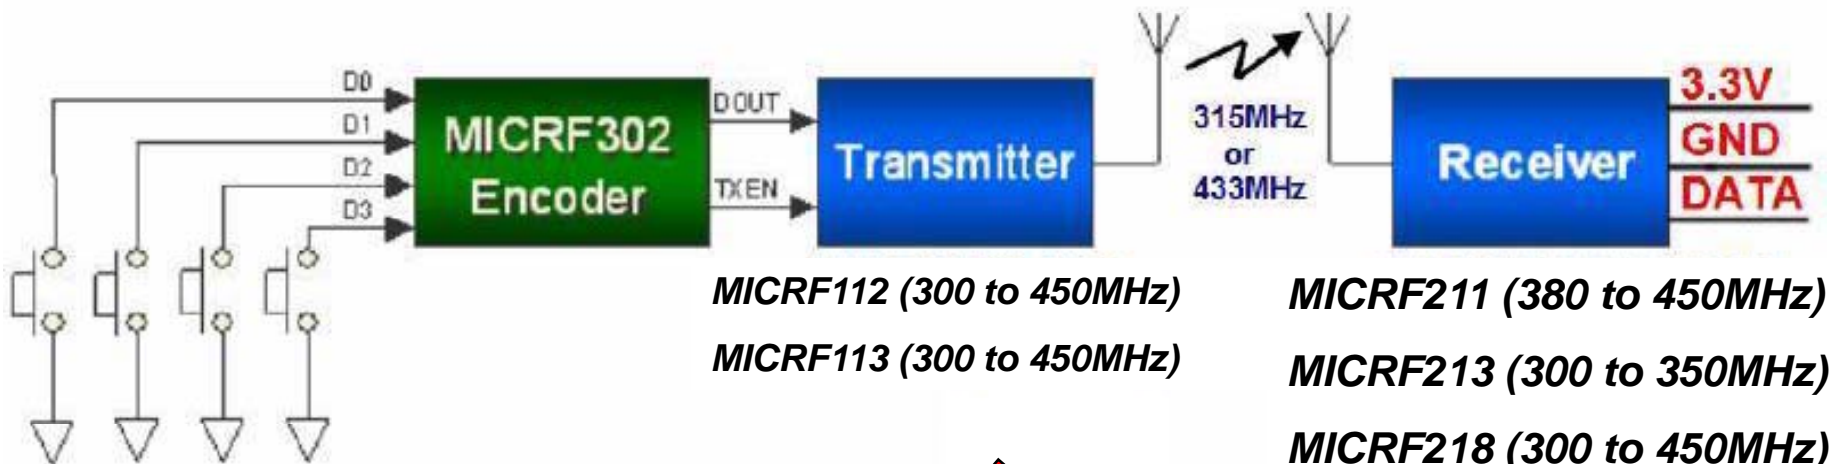 D0
D1
D2
D3
MICRF302
Encoder
DOUT
TXEN
Transmitter
315MHz
or
433MHz
Receiver
3.3V
GND
DATA
MICRF112 (300 to 450MHz)
MICRF113 (300 to 450MHz)
MICRF211 (380 to 450MHz)
MICRF213 (300 to 350MHz)
MICRF218 (300 to 450MHz)